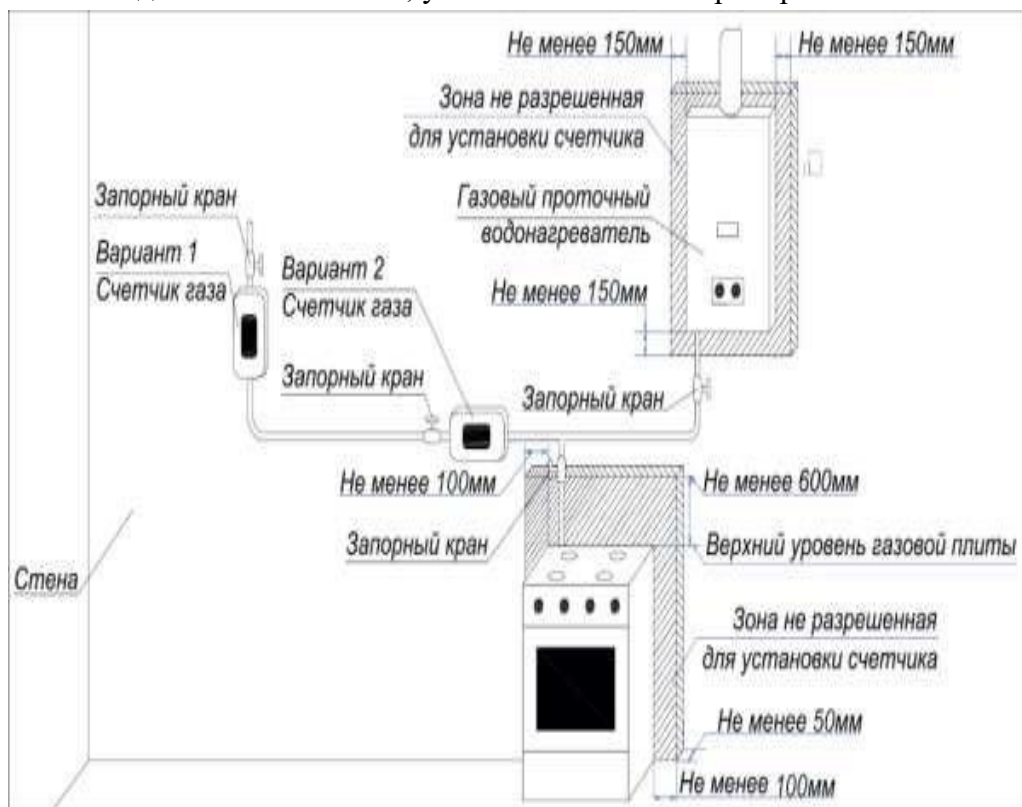 Не менее 150мм
Не менее 150мм
Зона не разрешенная
для установки счетчика
Запорный кран
Газовый проточный
водонагреватель
Вариант 1
Счетчик газа
Вариант 2
Счетчик газа
Не менее 150мм
Запорный кран
Запорный кран
Не менее 100мм
Не менее 600мм
Запорный кран
Верхний уровень газовой плиты
Стена
Зона не разрешенная
для установки счетчика
Не менее 50мм
Не менее 100мм